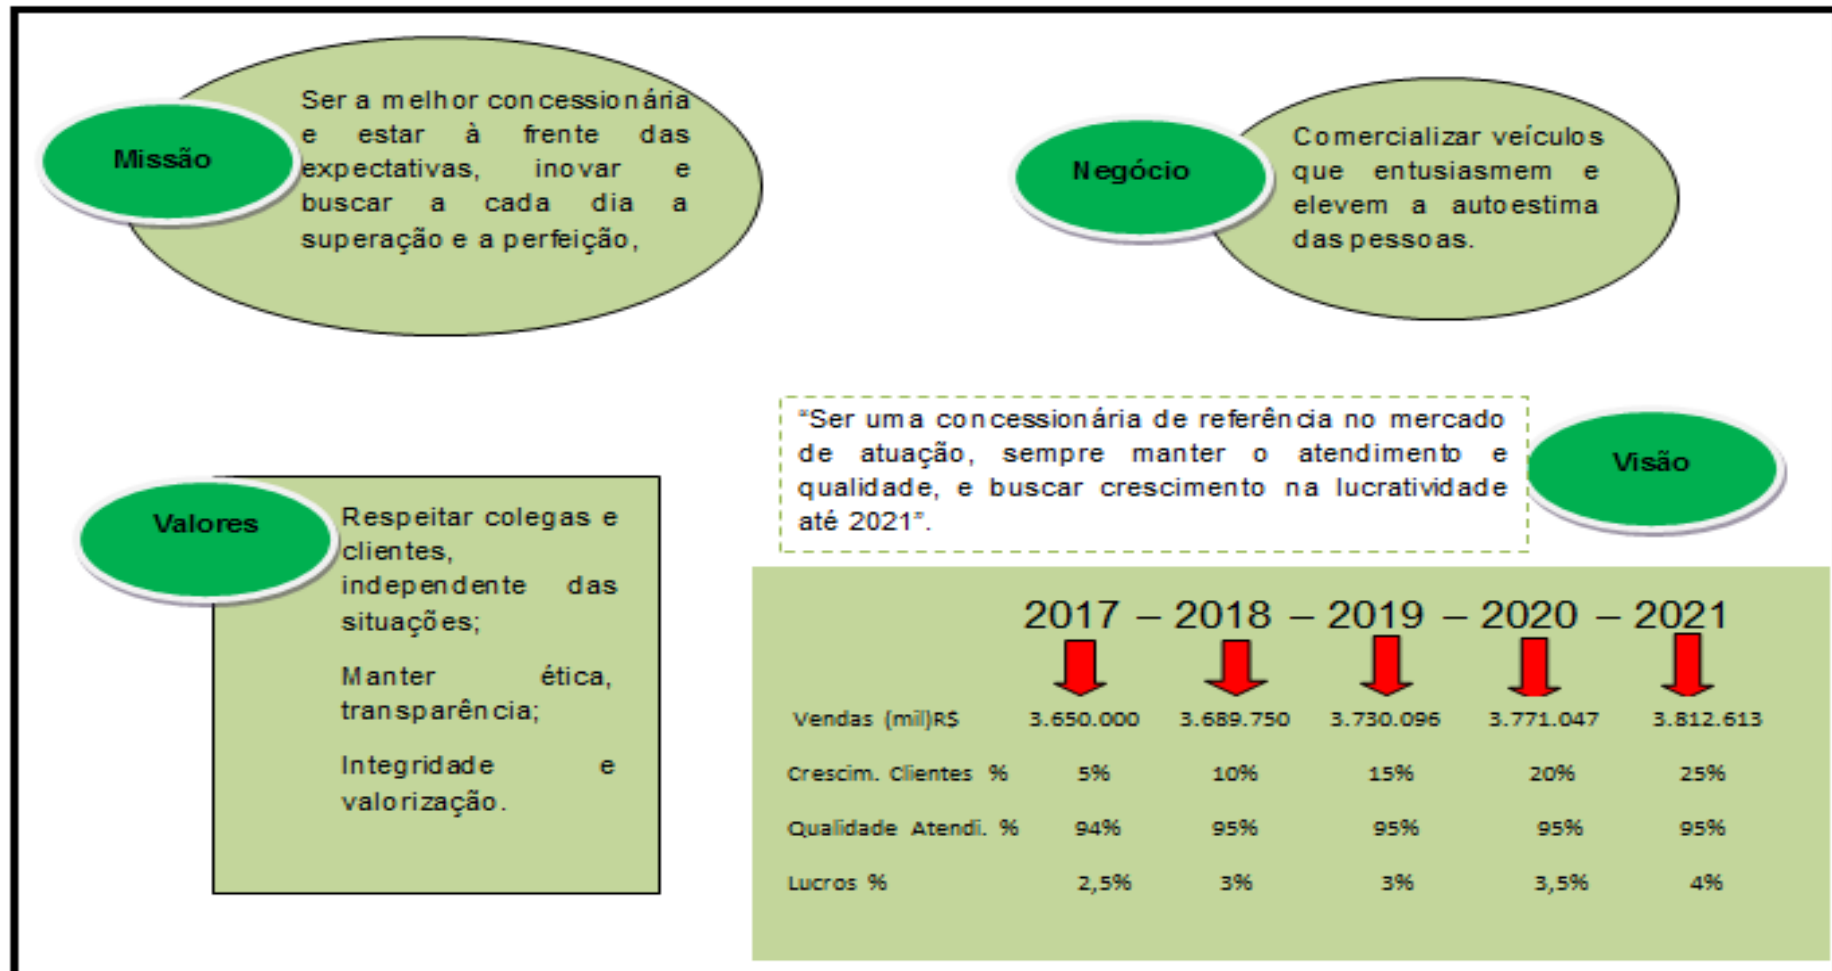 Missão
Ser a melhor concessionária
e estar à frente das
expectativas, inovar e
buscar a cada dia a
superação e a perfeição,
Negócio
Comercializar veículos
que entusiasmem e
elevem a autoestima
das pessoas.
Valores
Respeitar colegas e
clientes,
independente das
situações;
Manter ética,
transparência;
Integridade e
valorização.
“Ser uma concessionária de referência no mercado
de atuação, sempre manter o atendimento e
qualidade, e buscar crescimento na lucratividade
até 2021”.
Visão
2017 – 2018 – 2019 – 2020 – 2021
Vendas (mil)R$ 3.650.000 3.689.750 3.730.096 3.771.047 3.812.613
Crescim. Clientes % 5% 10% 15% 20% 25%
Qualidade Atendi. % 94% 95% 95% 95% 95%
Lucros % 2,5% 3% 3% 3,5% 4%